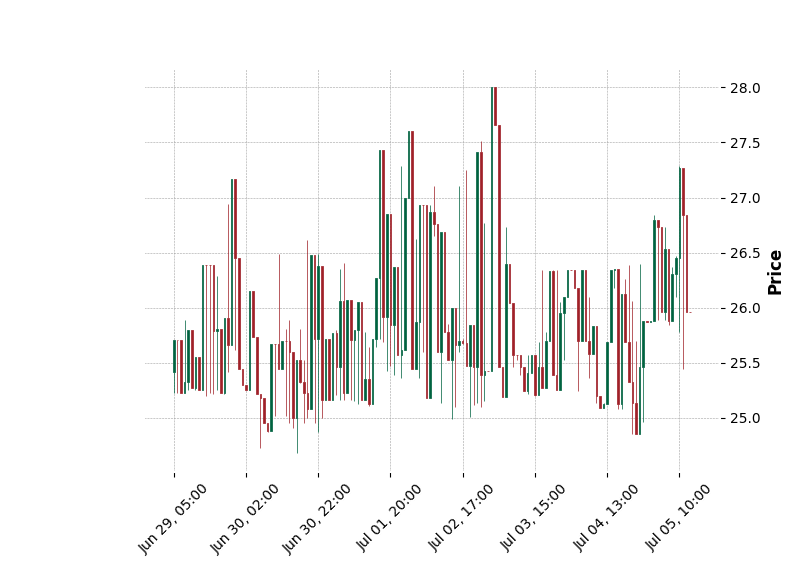 28.0
27.5
27.0
26.5
26.0
25.5
25.0
Price
Jun 29, 05:00
Jun 30, 02:00
Jun 30, 22:00
Jul 01, 20:00
Jul 02, 17:00
Jul 03, 15:00
Jul 04, 13:00
Jul 05, 10:00